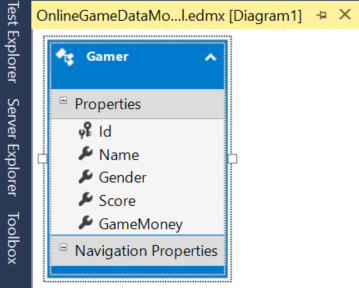 OnlineGameDataMo...l.edmx [Diagram1]
Test Explorer
Server Explorer
Toolbox
Gamer
Properties
Id
Name
Gender
Score
GameMoney
Navigation Properties